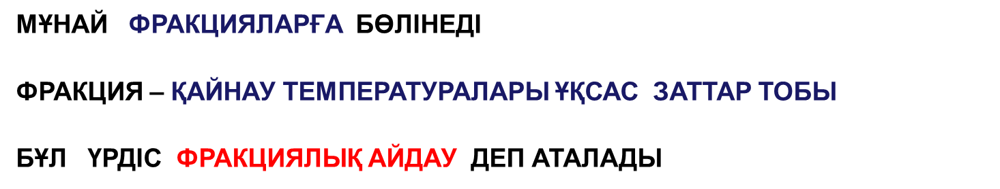 МҰНАЙ ФРАКЦИЯЛАРҒА БӨЛІНЕДІ
ФРАКЦИЯ – ҚАЙНАУ ТЕМПЕРАТУРАЛАРЫ ҰҚСАС ЗАТТАР ТОБЫ
БҰЛ ҮРДІС ФРАКЦИЯЛЫҚ АЙДАУ ДЕП АТАЛАДЫ